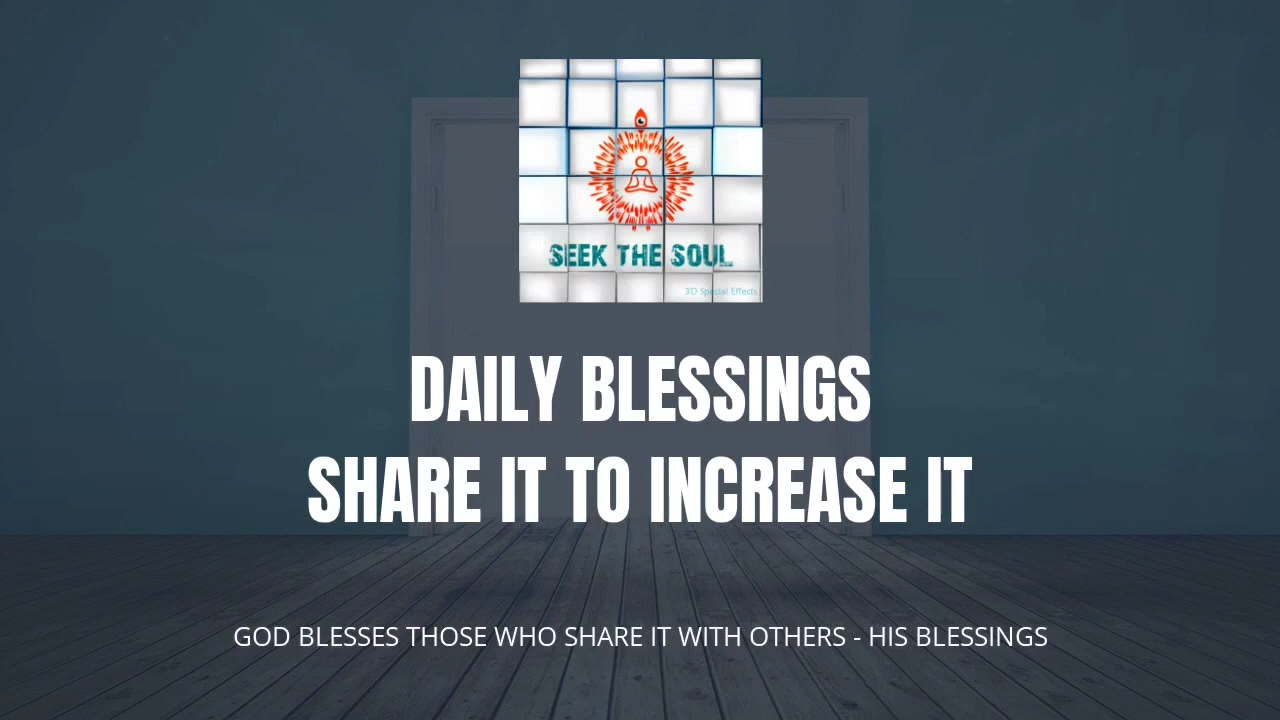 SEEK THE SOUL
3D Special Effects
DAILY BLESSINGS
SHARE IT TO INCREASE IT
GOD BLESSES THOSE WHO SHARE IT WITH OTHERS - HIS BLESSINGS